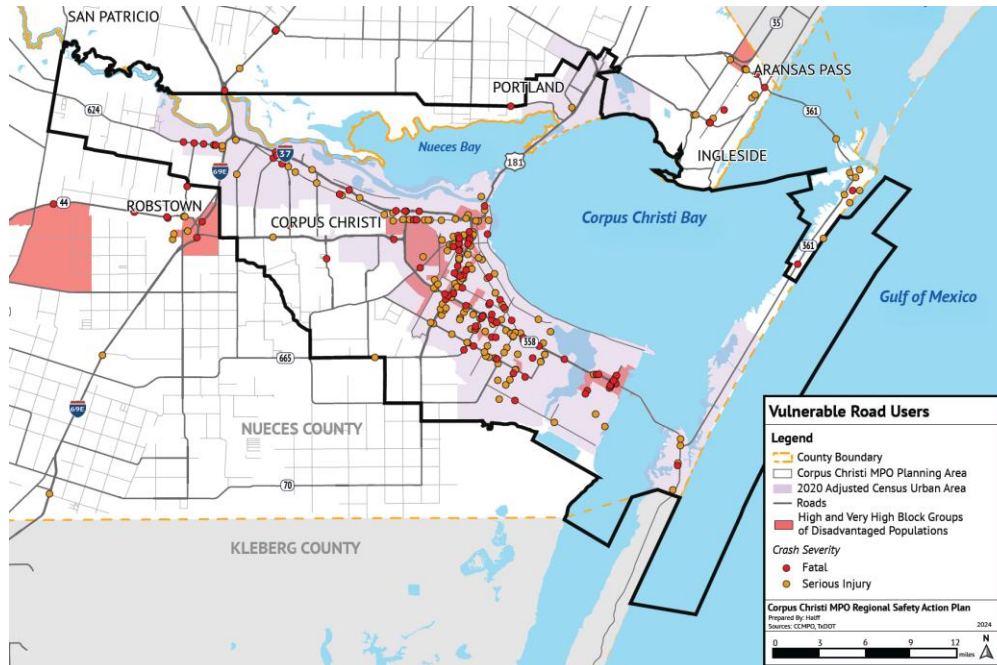 SAN PATRICIO
35
ARANSAS PASS
PORTLAND
624
361
Nueces Bay
37
181
INGLESIDE
69E
44
ROBSTOWN
CORPUS CHRISTI
Corpus Christi Bay
361
Gulf of Mexico
358
665
69E
NUECES COUNTY
70
KLEBERG COUNTY
Vulnerable Road Users
Legend
County Boundary
Corpus Christi MPO Planning Area
2020 Adjusted Census Urban Area
Roads
High and Very High Block Groups
of Disadvantaged Populations
Crash Severity
Fatal
Serious Injury
Corpus Christi MPO Regional Safety Action Plan
Prepared By: Halff
Sources: CCMPO, TxDOT 2024
0 3 6 9 12
miles
N